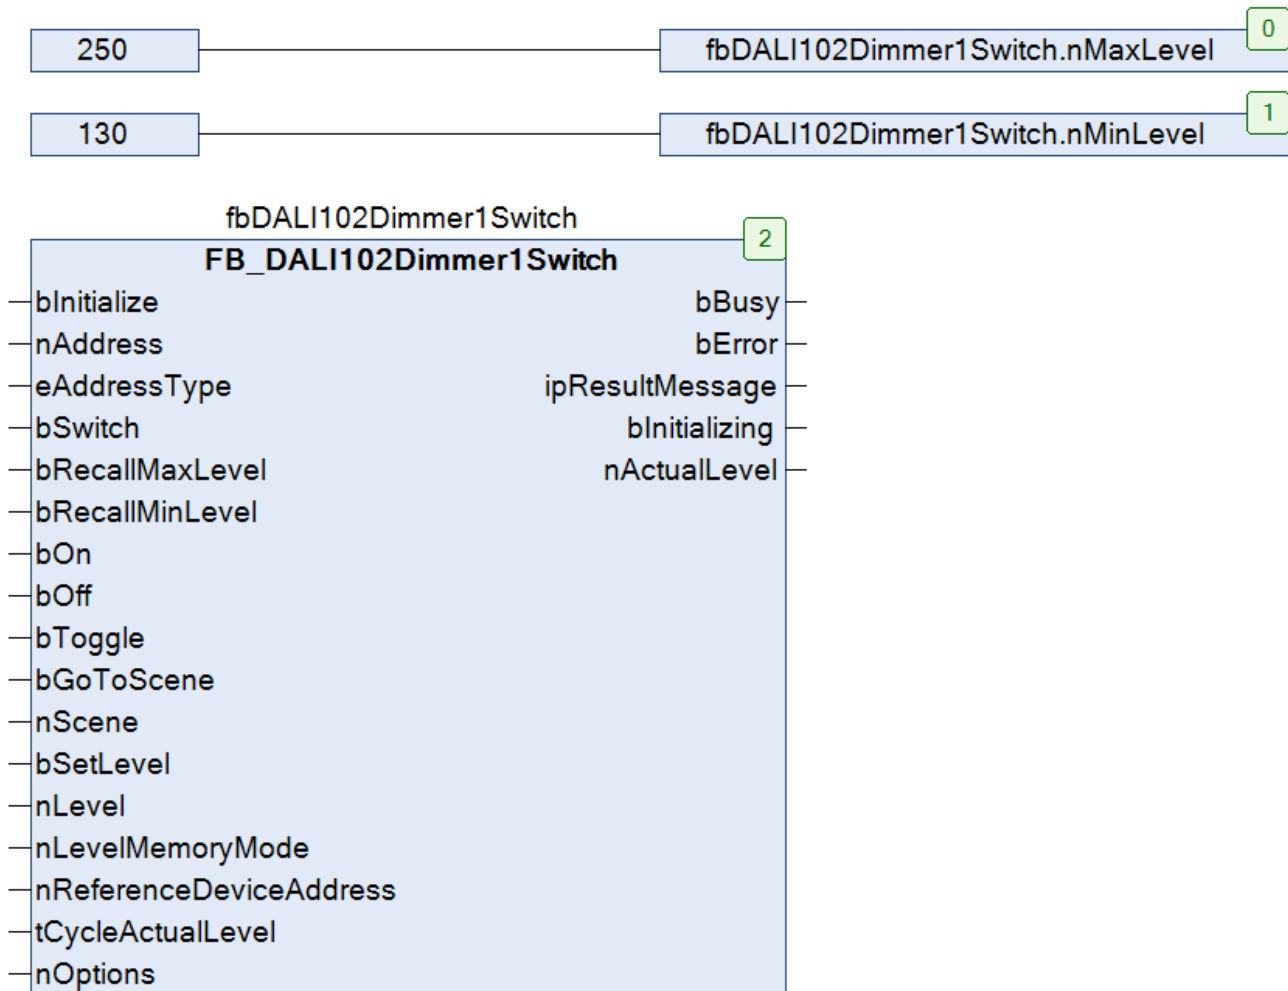 0
250
fbDALI102Dimmer1Switch.nMaxLevel
1
130
fbDALI102Dimmer1Switch.nMinLevel
fbDALI102Dimmer1Switch
2
FB_DALI102Dimmer1Switch
bInitialize bBusy
nAddress bError
eAddressType ipResultMessage
bSwitch bInitializing
bRecallMaxLevel nActualLevel
bRecallMinLevel
bOn
bOff
bToggle
bGoToScene
nScene
bSetLevel
nLevel
nLevelMemoryMode
nReferenceDeviceAddress
tCycleActualLevel
nOptions